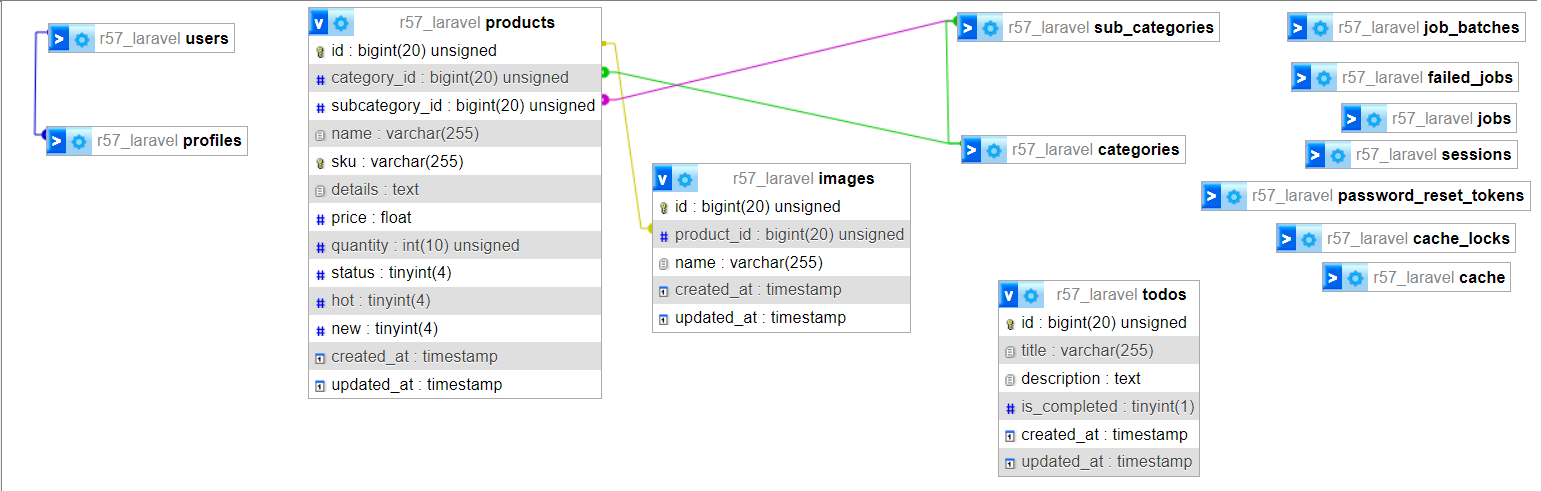 r57_laravel users
r57_laravel profiles
v r57_laravel products
id : bigint(20) unsigned
# category_id : bigint(20) unsigned
# subcategory_id : bigint(20) unsigned
name : varchar(255)
sku : varchar(255)
details : text
# price : float
# quantity : int(10) unsigned
# status : tinyint(4)
# hot : tinyint(4)
# new : tinyint(4)
created_at : timestamp
updated_at : timestamp
v r57_laravel images
id : bigint(20) unsigned
# product_id : bigint(20) unsigned
name : varchar(255)
created_at : timestamp
updated_at : timestamp
> r57_laravel sub_categories
> r57_laravel categories
v r57_laravel todos
id : bigint(20) unsigned
title : varchar(255)
description : text
# is_completed : tinyint(1)
created_at : timestamp
updated_at : timestamp
> r57_laravel job_batches
> r57_laravel failed_jobs
> r57_laravel jobs
> r57_laravel sessions
> r57_laravel password_reset_tokens
> r57_laravel cache_locks
> r57_laravel cache